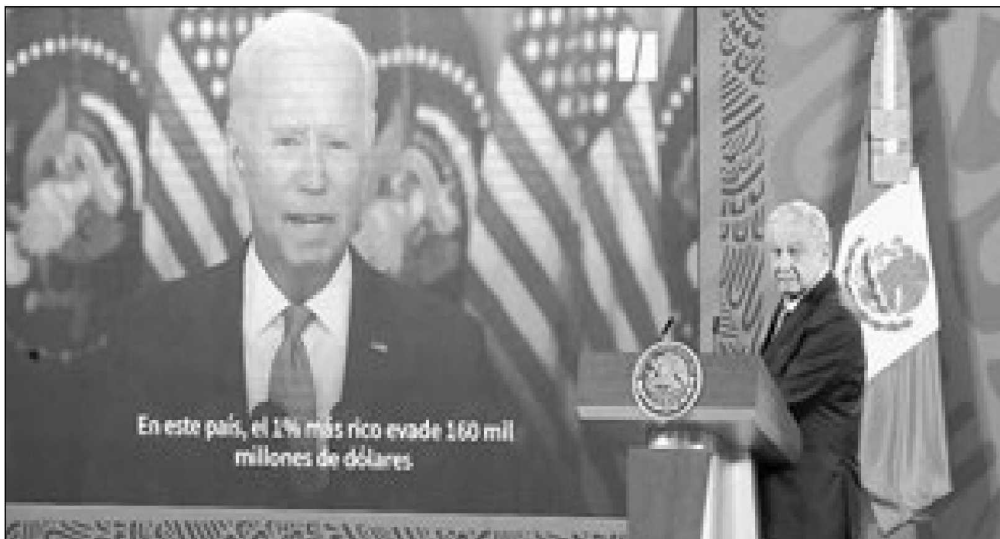 En este país, el 1% más rico evade 160 mil
millones de dólares